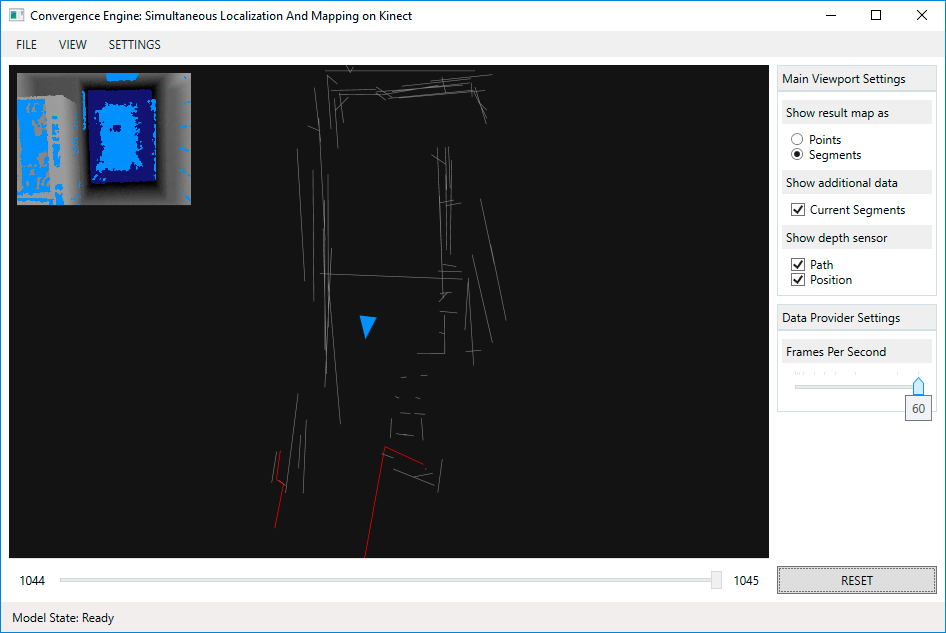 Convergence Engine: Simultaneous Localization And Mapping on Kinect
FILE VIEW SETTINGS
Main Viewport Settings
Show result map as
Points
Segments
Show additional data
Current Segments
Show depth sensor
Path
Position
Data Provider Settings
Frames Per Second
60
1044 1045
RESET
Model State: Ready